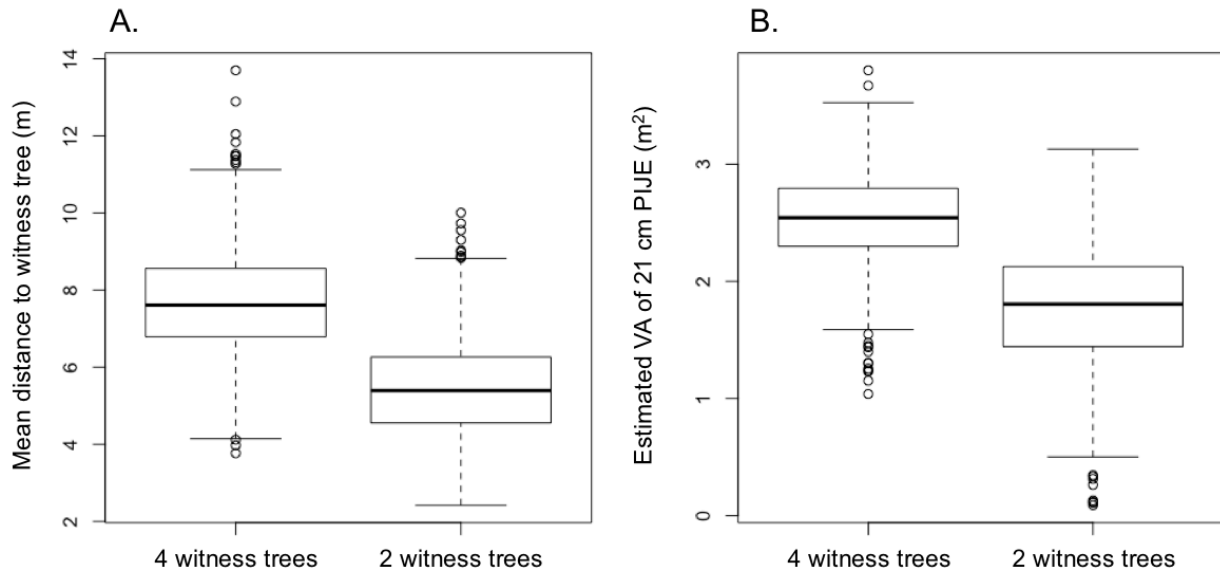 A.
Mean distance to witness tree (m)
14
12
10
8
6
4
2
4 witness trees 2 witness trees
B.
Estimated VA of 21 cm PIJE (m²)
3
2
1
0
4 witness trees 2 witness trees